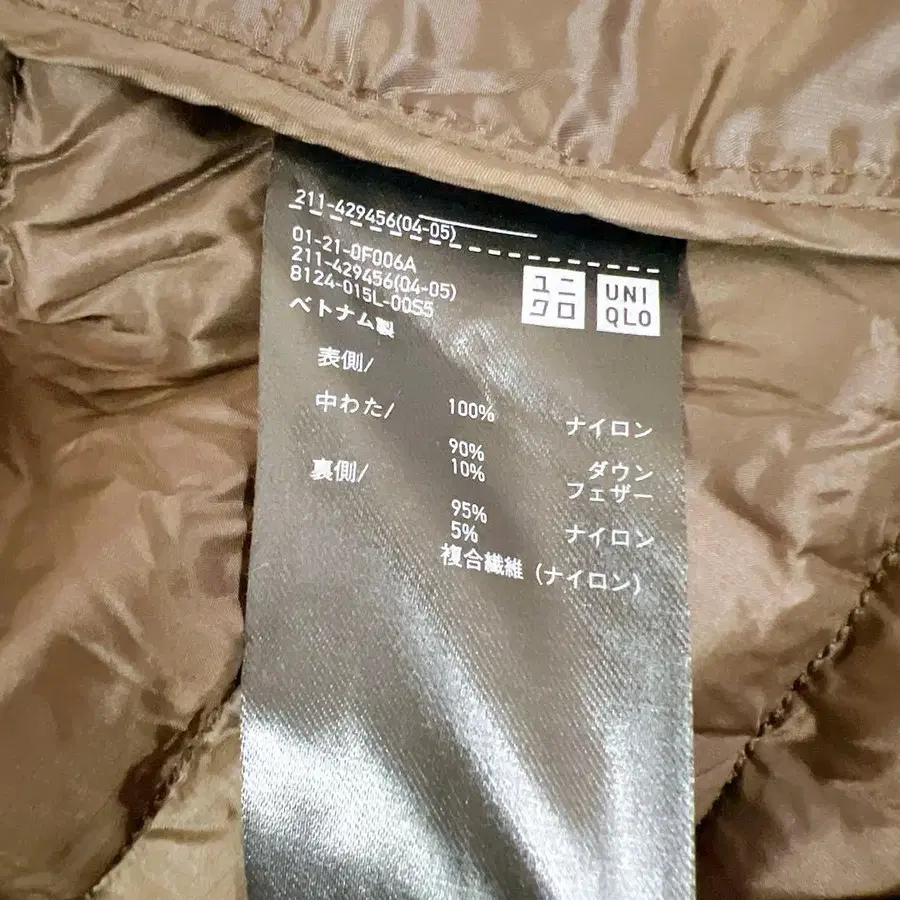 211-429456(04-05)
01-21-0F006A
211-429456(04-05)
8124-015L-00S5
ベトナム製
ユニ
クロ
UNI
QLO
表側/
100% ナイロン
中わた/
90% ダウン
10% フェザー
裏側/
95% ナイロン
5%
複合繊維 (ナイロン)